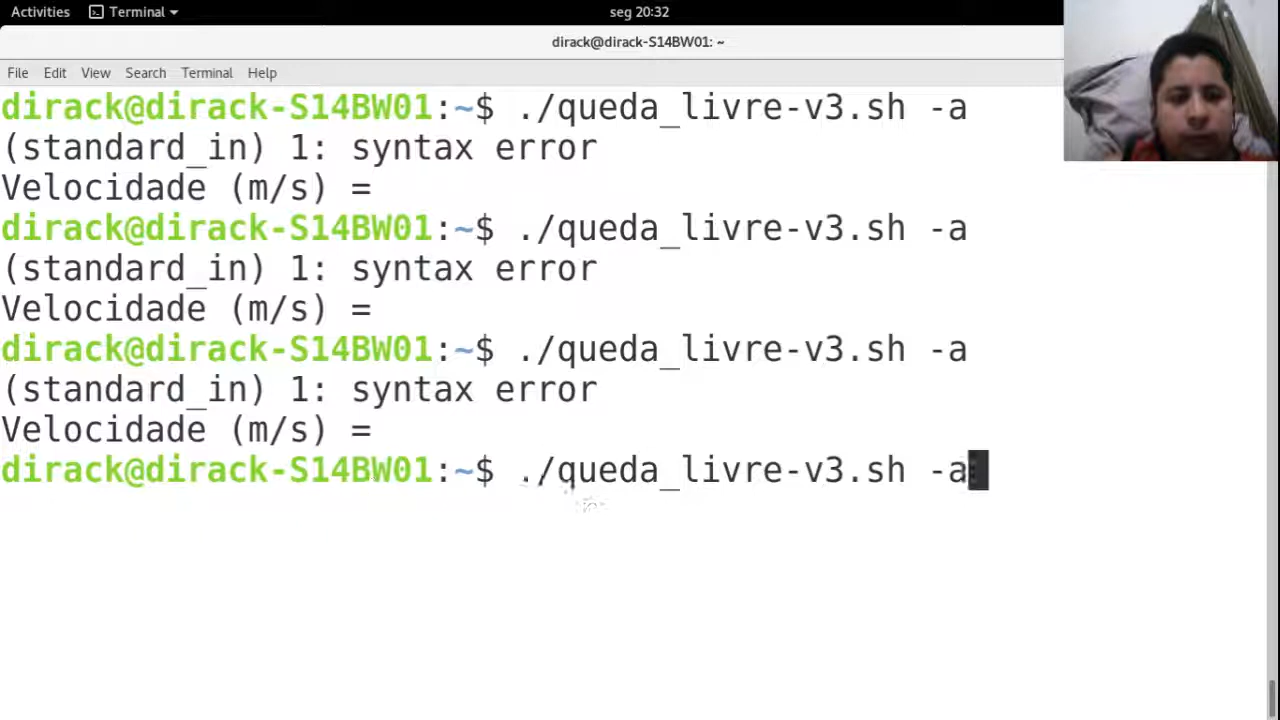 Activities Terminal seg 20:32
dirack@dirack-S14BW01: ~
File Edit View Search Terminal Help
dirack@dirack-S14BW01:~$ ./queda_livre-v3.sh -a
(standard_in) 1: syntax error
Velocidade (m/s) =
dirack@dirack-S14BW01:~$ ./queda_livre-v3.sh -a
(standard_in) 1: syntax error
Velocidade (m/s) =
dirack@dirack-S14BW01:~$ ./queda_livre-v3.sh -a
(standard_in) 1: syntax error
Velocidade (m/s) =
dirack@dirack-S14BW01:~$ ./queda_livre-v3.sh -a